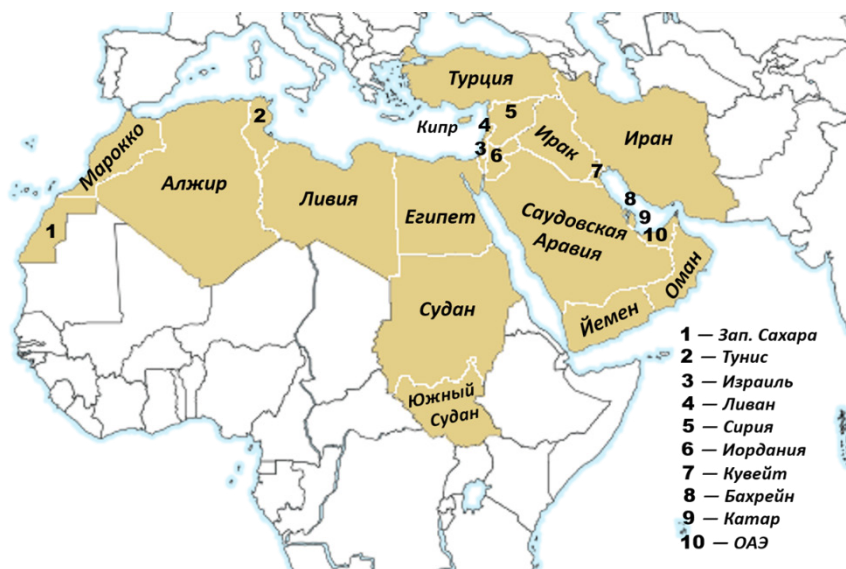 Турция
2
Кипр
4
5
Марокко
3
6
Ирак
Иран
7
Алжир
Ливия
Египет
8
Саудовская
Аравия
9
10
1
Оман
Судан
Йемен
Южный
Судан
1 — Зап. Сахара
2 — Тунис
3 — Израиль
4 — Ливан
5 — Сирия
6 — Иордания
7 — Кувейт
8 — Бахрейн
9 — Катар
10 — ОАЭ